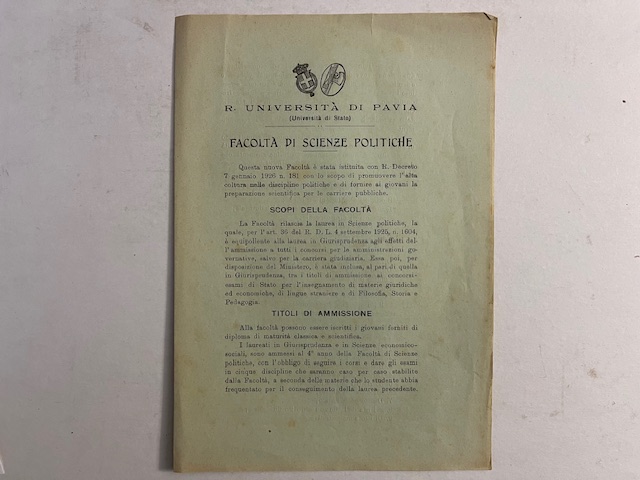 R. UNIVERSITÀ DI PAVIA
(Università di Stato)
FACOLTÀ DI SCIENZE POLITICHE
Questa nuova Facoltà è stata istituita con R. Decreto
7 gennaio 1926 n. 181 con lo scopo di promuovere l'alta
coltura nelle discipline politiche e di fornire ai giovani la
preparazione scientifica per le carriere pubbliche.
SCOPI DELLA FACOLTÀ
La Facoltà rilascia la laurea in Scienze politiche, la
quale, per l'art. 36 del R. D. L. 4 settembre 1925, n. 1604,
è equipollente alla laurea in Giurisprudenza agli effetti del-
l'ammissione a tutti i concorsi per le amministrazioni go-
vernative, salvo per la carriera giudiziaria. Essa poi, per
disposizione del Ministero, è stata inclusa, al pari di quella
in Giurisprudenza, tra i titoli di ammissione ai concorsi-
esami di Stato per l'insegnamento di materie giuridiche
ed economiche, di lingue straniere e di Filosofia, Storia e
Pedagogia.
TITOLI DI AMMISSIONE
Alla facoltà possono essere iscritti i giovani forniti di
diploma di maturità classica e scientifica.
I laureati in Giurisprudenza e in Scienze economico-
sociali, sono ammessi al 4° anno della Facoltà di Scienze
politiche, con l'obbligo di seguire i corsi e dare gli esami
in cinque discipline che saranno caso per caso stabilite
dalla Facoltà, a seconda delle materie che lo studente abbia
frequentato per il conseguimento della laurea precedente.